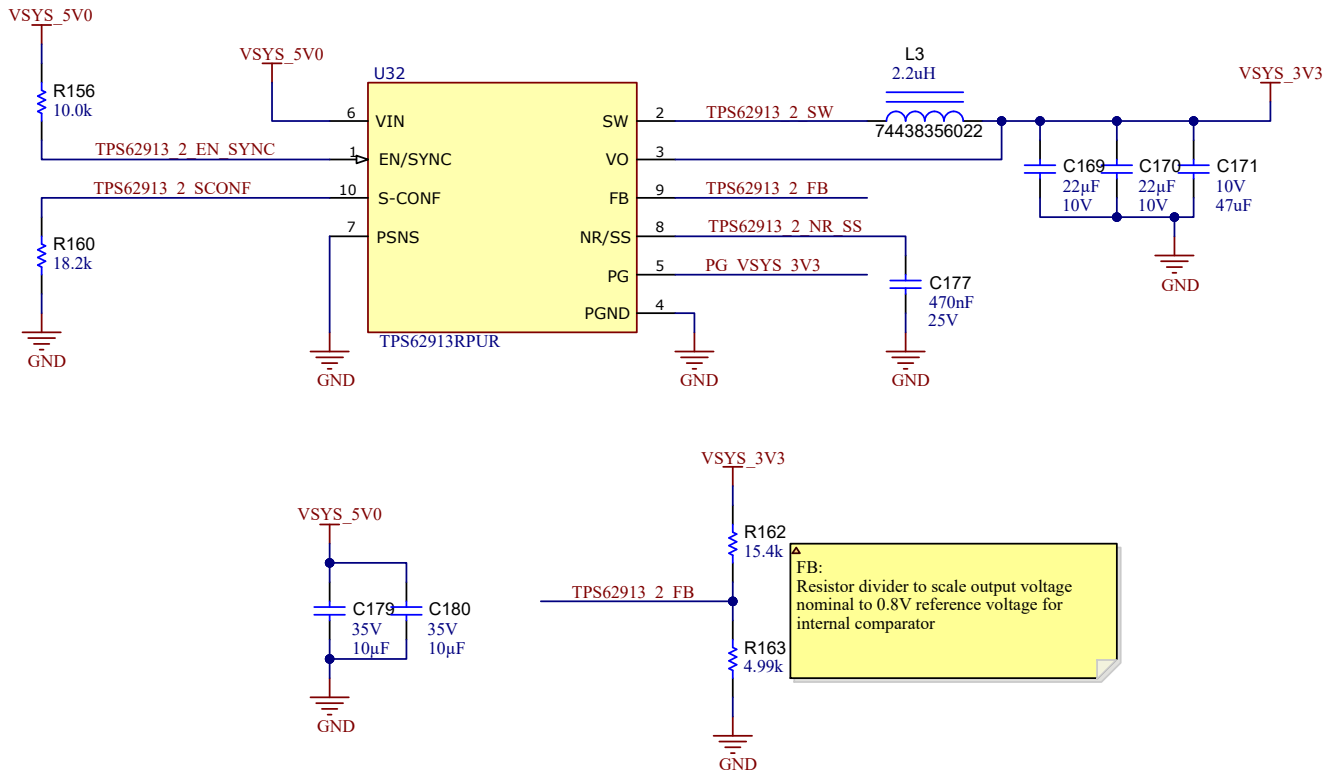 VSYS_5V0
R156
10.0k
TPS62913_2_EN_SYNC
TPS62913_2_SCONF
R160
18.2k
GND
VSYS_5V0
U32
6
VIN
1
EN/SYNC
10
S-CONF
7
PSNS
GND
TPS62913RPUR
SW
2
TPS62913_2_SW
VO
3
FB
9
TPS62913_2_FB
NR/SS
8
TPS62913_2_NR_SS
PG
5
PG_VSYS_3V3
PGND
4
GND
L3
2.2uH
74438356022
VSYS_3V3
C169
22µF
10V
C170
22µF
10V
C171
10V
47uF
GND
C177
470nF
25V
GND
VSYS_5V0
C179
35V
10µF
C180
35V
10µF
GND
VSYS_3V3
R162
15.4k
TPS62913_2_FB
R163
4.99k
GND
FB:
Resistor divider to scale output voltage
nominal to 0.8V reference voltage for
internal comparator